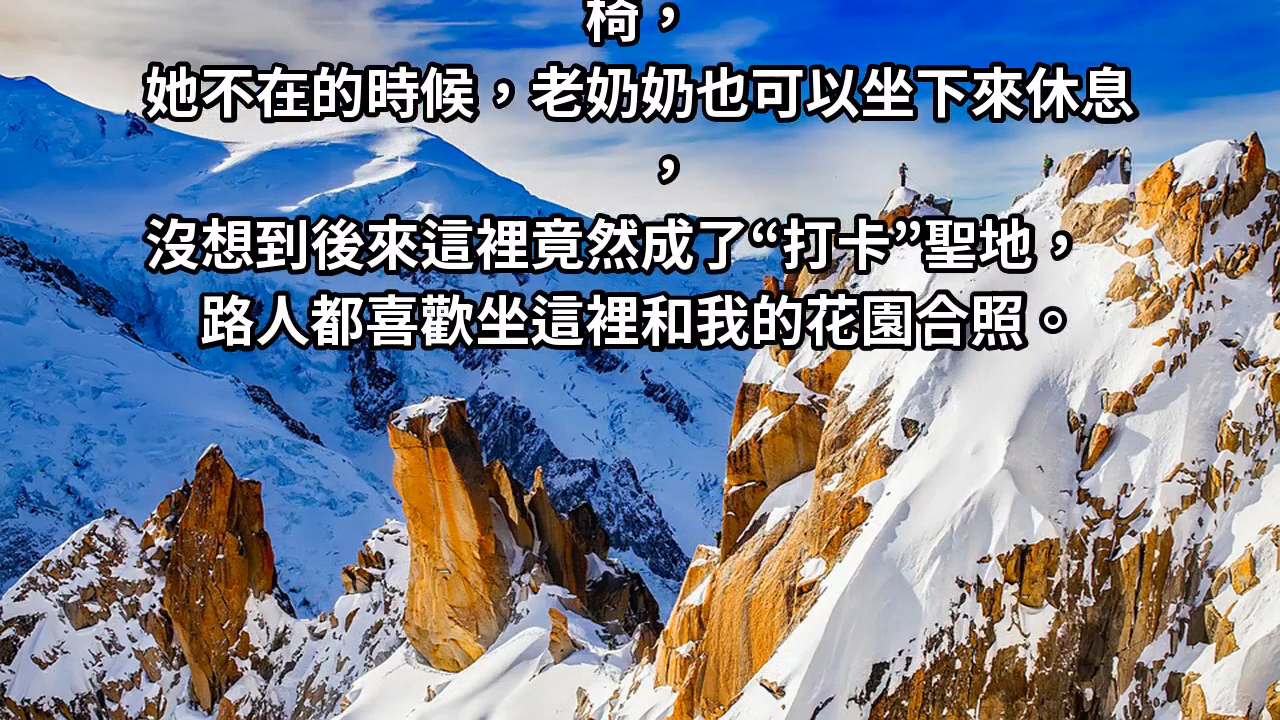 椅，
她不在的時候，老奶奶也可以坐下來休息
，
沒想到後來這裡竟然成了“打卡”聖地，
路人都喜歡坐這裡和我的花園合照。